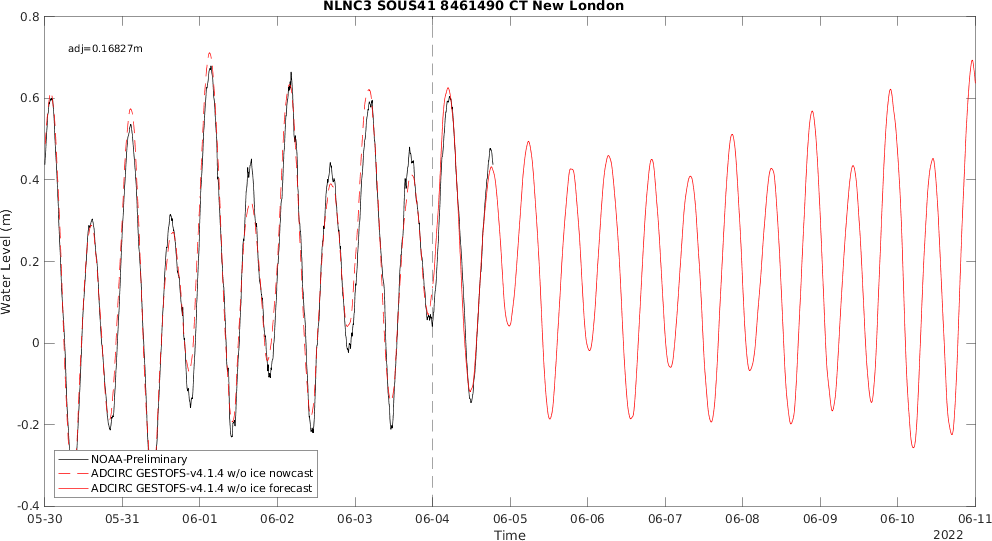 NLNC3 SOUS41 8461490 CT New London
adj=0.16827m
Water Level (m)
0.8
0.6
0.4
0.2
0
-0.2
-0.4
NOAA-Preliminary
ADCIRC GESTOFS-v4.1.4 w/o ice nowcast
ADCIRC GESTOFS-v4.1.4 w/o ice forecast
05-30 05-31 06-01 06-02 06-03 06-04 06-05 06-06 06-07 06-08 06-09 06-10 06-11
Time
2022